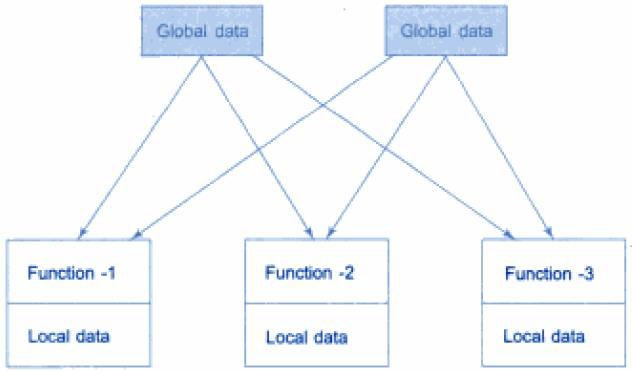 Global data
Global data
Function -1
Function -2
Function -3
Local data
Local data
Local data